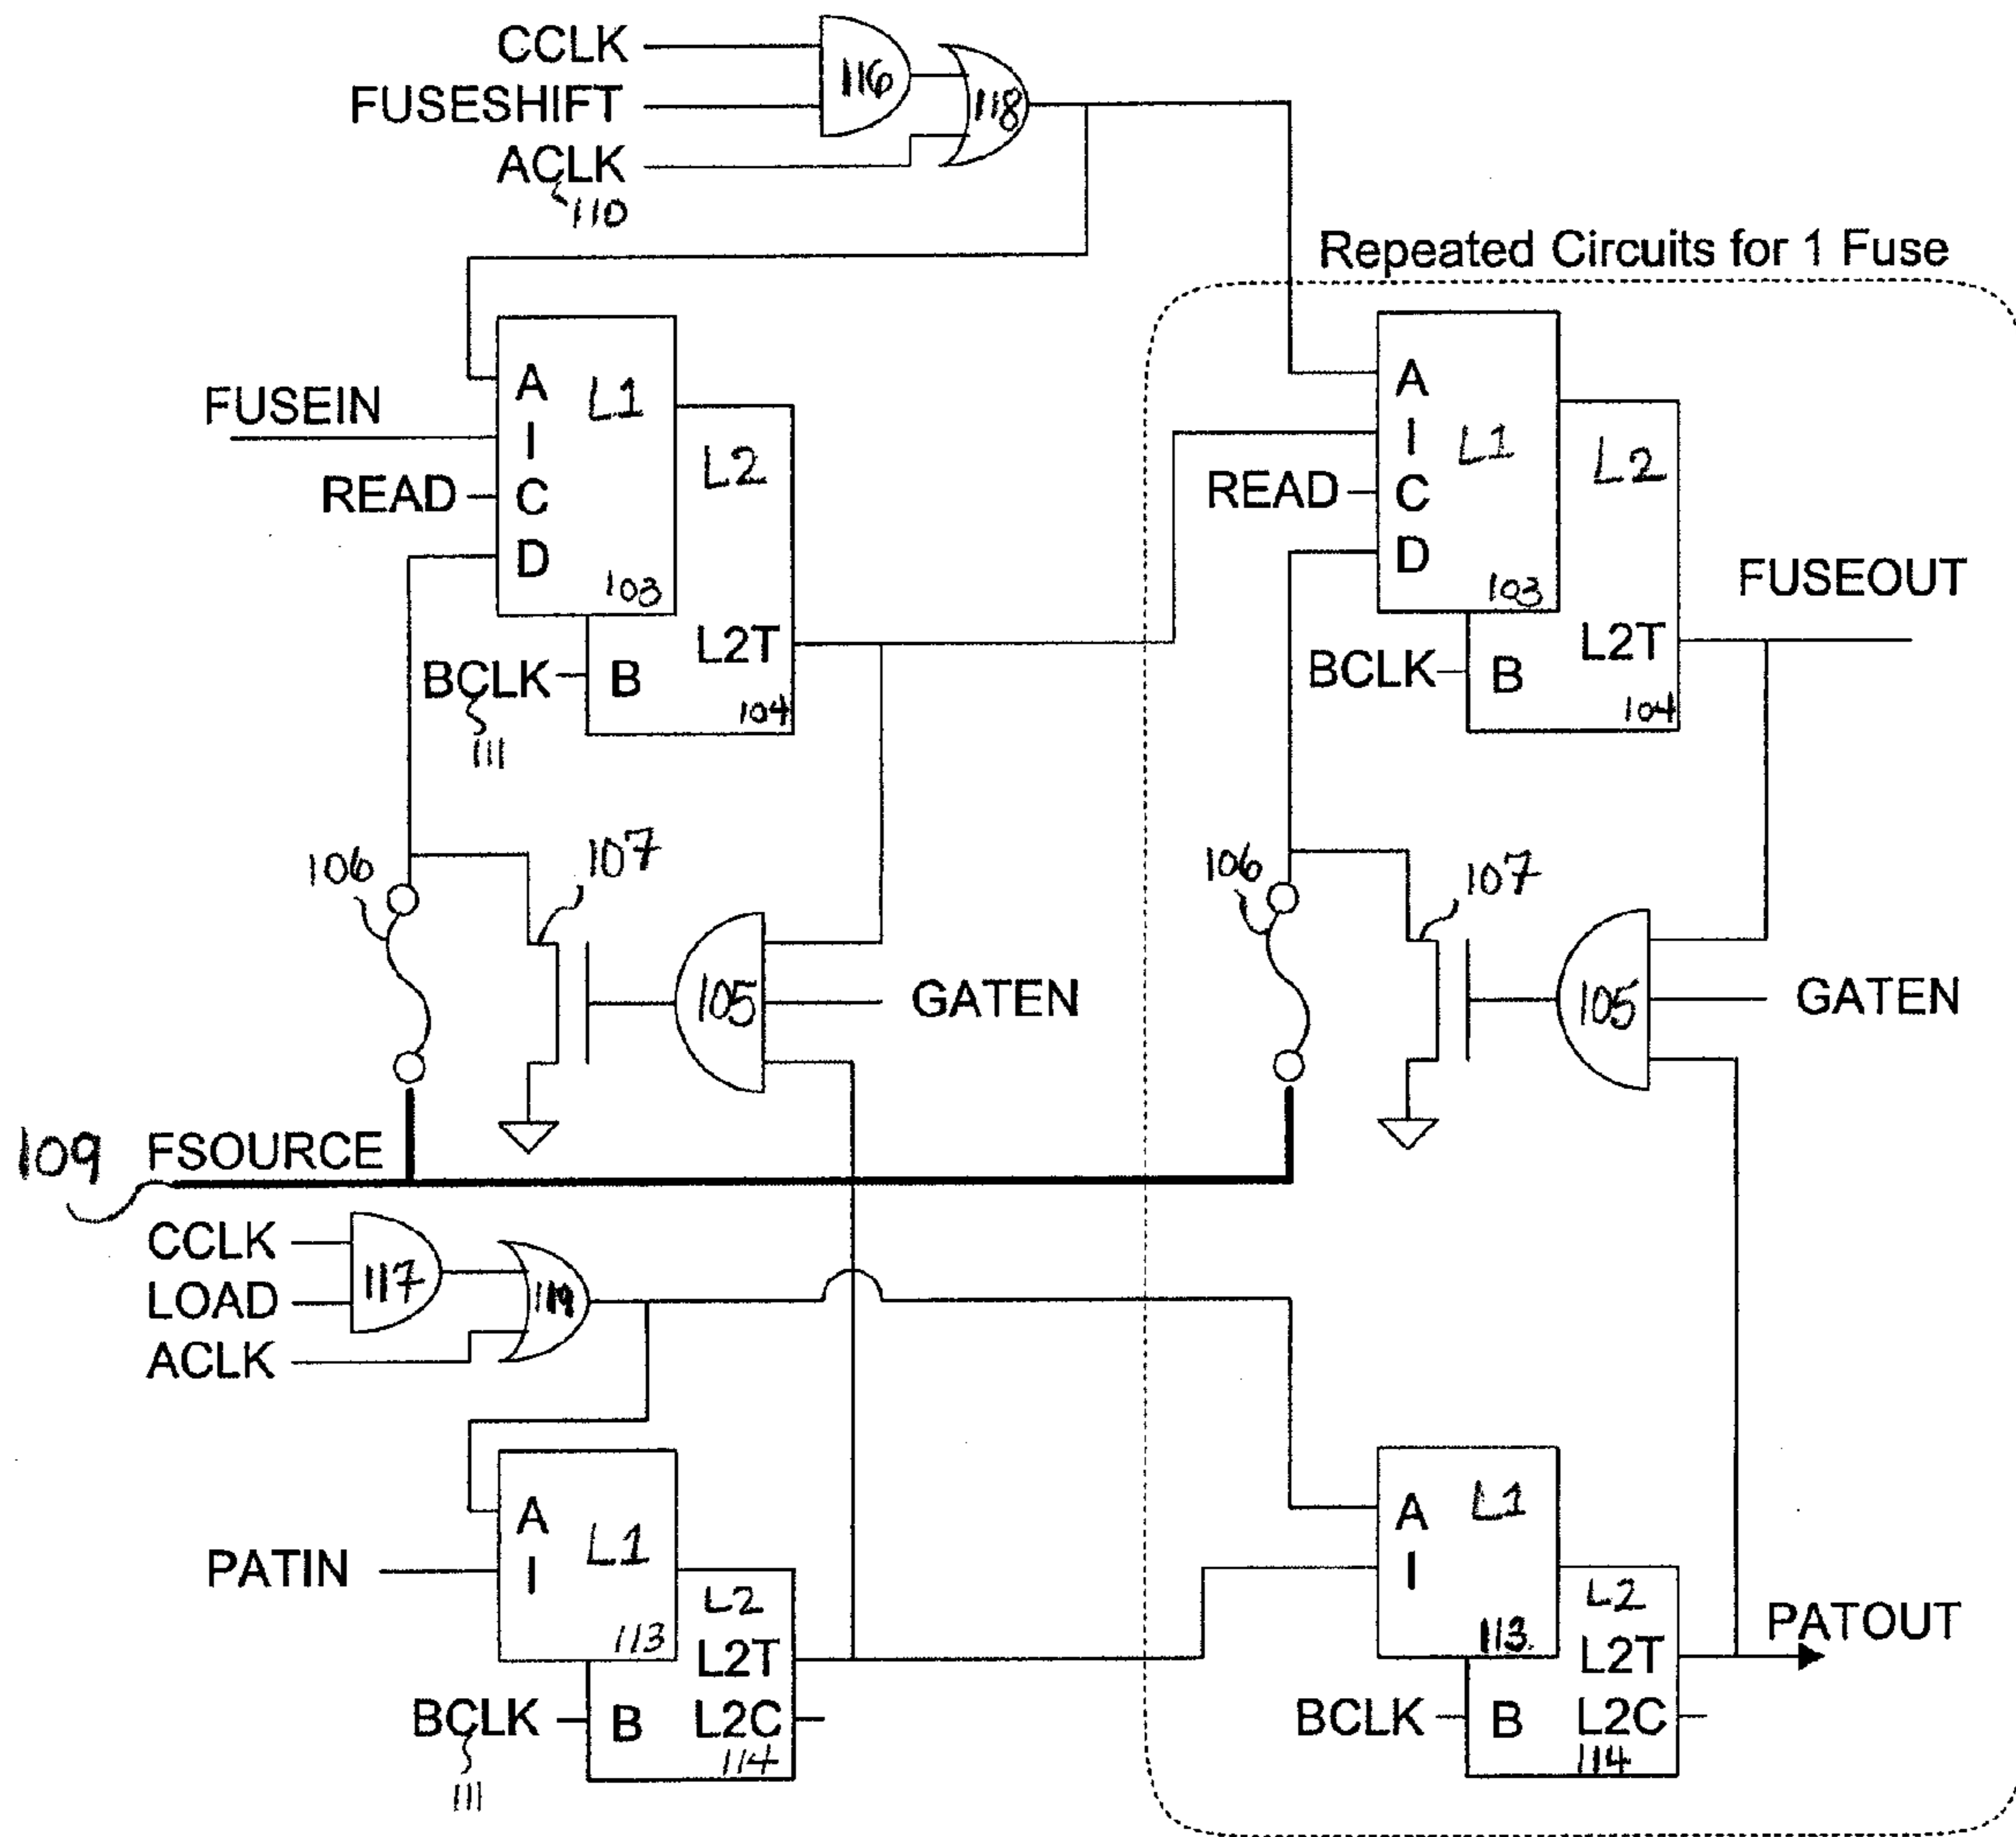 CCLK
FUSESHIFT
ACLK
110
116
118
Repeated Circuits for 1 Fuse
FUSEIN
READ
A
I
C
D
L1
103
L2
L2T
104
BCLK
111
B
READ
A
I
C
D
L1
103
L2
L2T
104
BCLK
B
FUSEOUT
106
107
105
GATEN
106
107
105
GATEN
109
FSOURCE
CCLK
LOAD
ACLK
117
119
PATIN
A
I
L1
113
L2
L2T
L2C
114
BCLK
111
B
A
I
L1
113
L2
L2T
L2C
114
BCLK
B
PATOUT